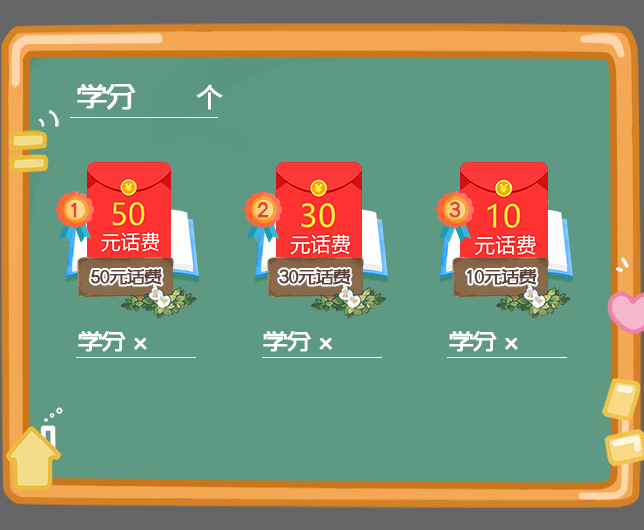 学分 个
1 2 3
¥ ¥ ¥
50 30 10
元话费 元话费 元话费
50元话费 30元话费 10元话费
学分 × 学分 × 学分 ×